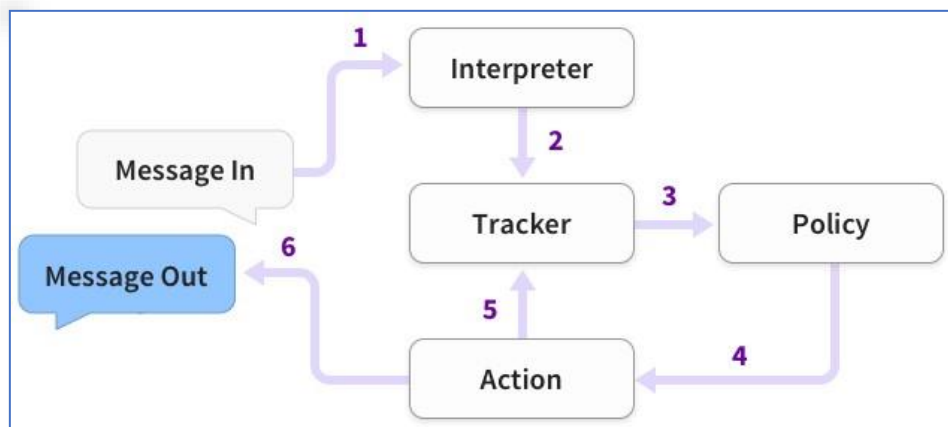 1
Interpreter
2
Message In
Tracker
3
Policy
6
Message Out
5
4
Action